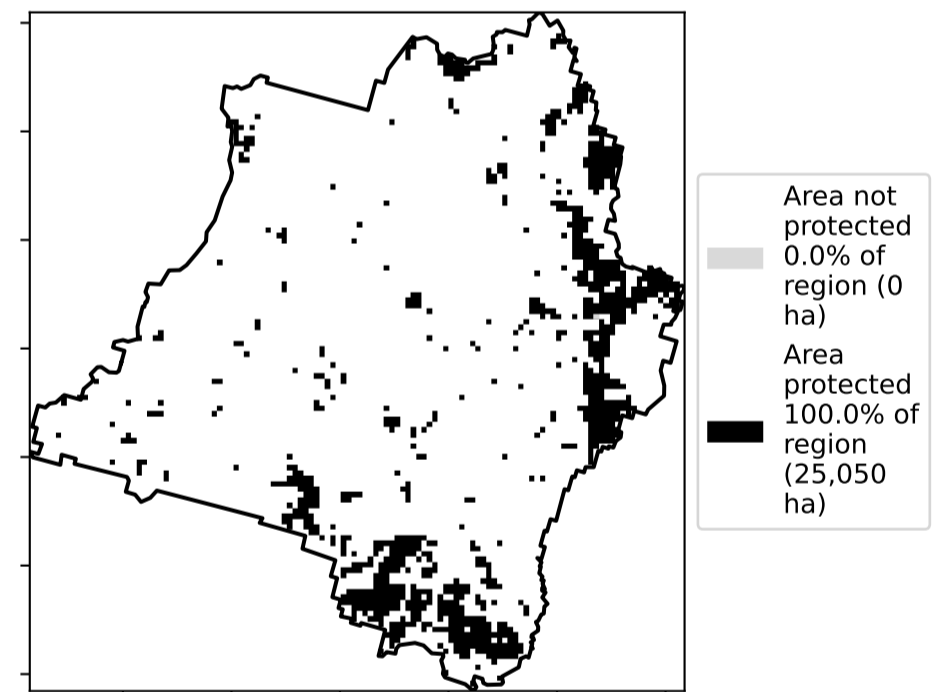 Area not
protected
0.0% of
region (0
ha)
Area
protected
100.0% of
region
(25,050
ha)